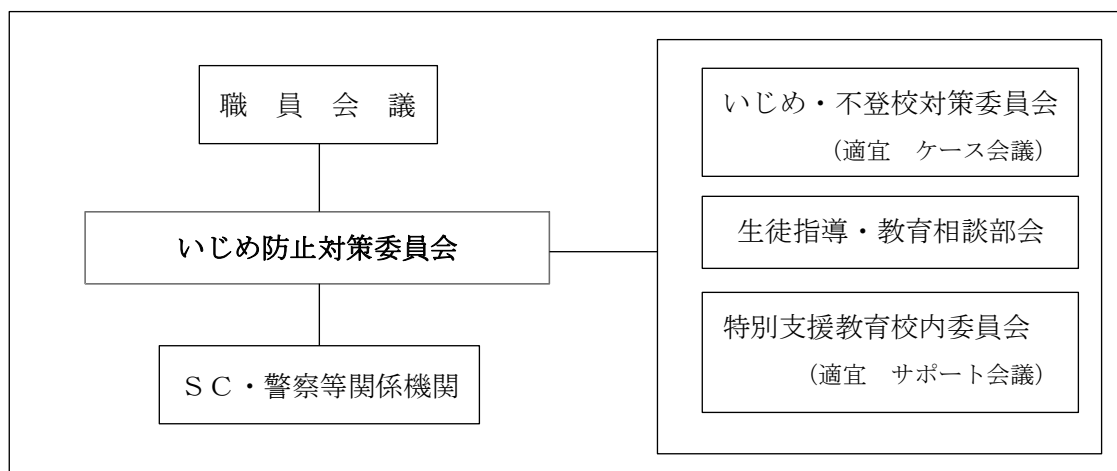 職　員　会　議
いじめ防止対策委員会
ＳＣ・警察等関係機関
いじめ・不登校対策委員会
（適宜　ケース会議）
生徒指導・教育相談部会
特別支援教育校内委員会
（適宜　サポート会議）